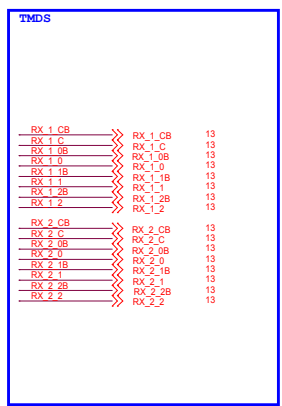 TMDS
RX_1_CB RX_1_CB 13
RX_1_C RX_1_C 13
RX_1_0B RX_1_0B 13
RX_1_0 RX_1_0 13
RX_1_1B RX_1_1B 13
RX_1_1 RX_1_1 13
RX_1_2B RX_1_2B 13
RX_1_2 RX_1_2 13
RX_2_CB RX_2_CB 13
RX_2_C RX_2_C 13
RX_2_0B RX_2_0B 13
RX_2_0 RX_2_0 13
RX_2_1B RX_2_1B 13
RX_2_1 RX_2_1 13
RX_2_2B RX_2_2B 13
RX_2_2 RX_2_2 13